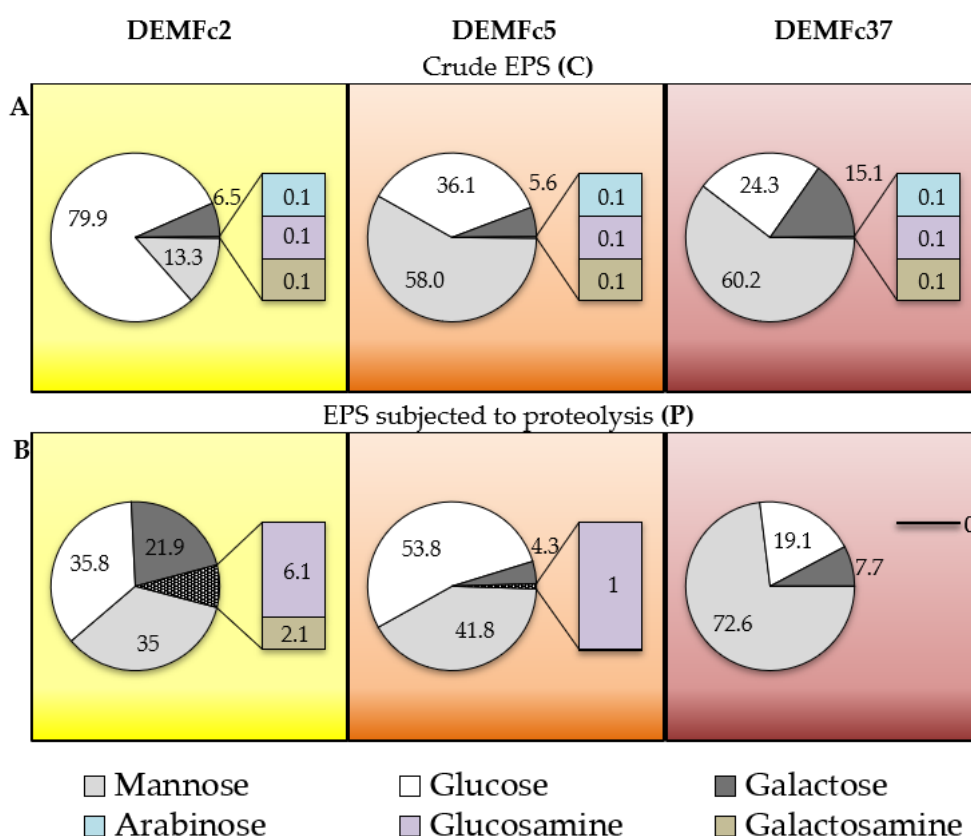 DEMFc2 DEMFc5 DEMFc37
Crude EPS (C)
A
79.9 6.5 13.3 0.1 0.1 0.1
36.1 5.6 58.0 0.1 0.1 0.1
24.3 15.1 60.2 0.1 0.1 0.1
EPS subjected to proteolysis (P)
B
35.8 21.9 35 6.1 2.1
53.8 4.3 41.8 1
19.1 7.7 72.6
Mannose Glucose Galactose
Arabinose Glucosamine Galactosamine